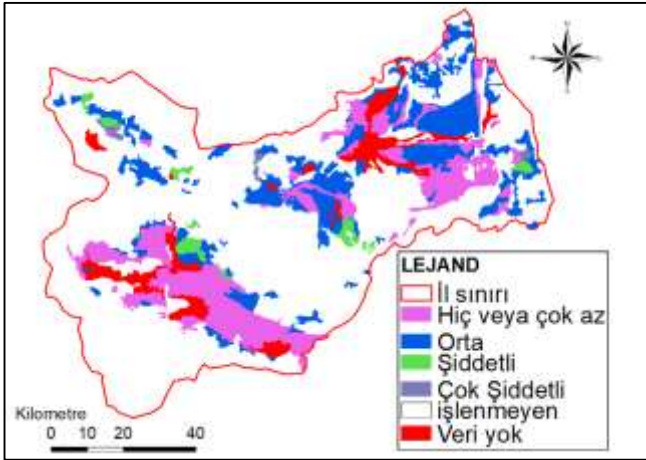 LEJAND
İl sınırı
Hiç veya çok az
Orta
Şiddetli
Çok Şiddetli
işlenmeyen
Veri yok
Kilometre
0 10 20 40